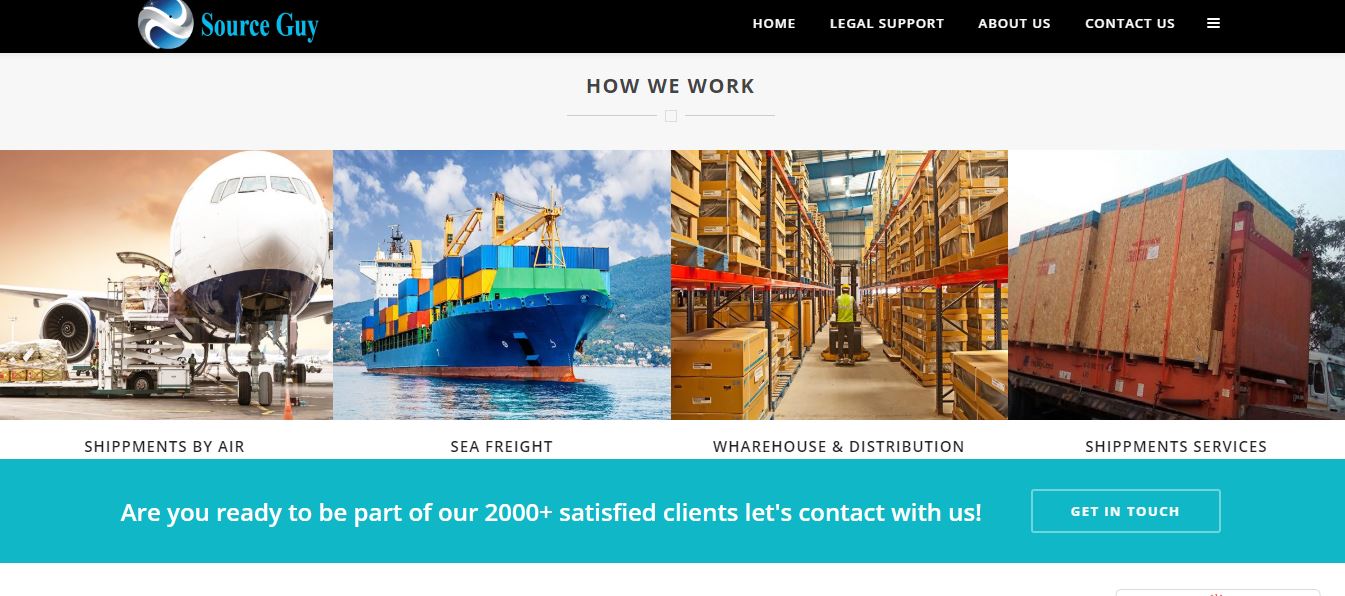 Source Guy
HOME LEGAL SUPPORT ABOUT US CONTACT US
HOW WE WORK
SHIPPMENTS BY AIR
SEA FREIGHT
WHAREHOUSE & DISTRIBUTION
SHIPPMENTS SERVICES
Are you ready to be part of our 2000+ satisfied clients let's contact with us!
GET IN TOUCH